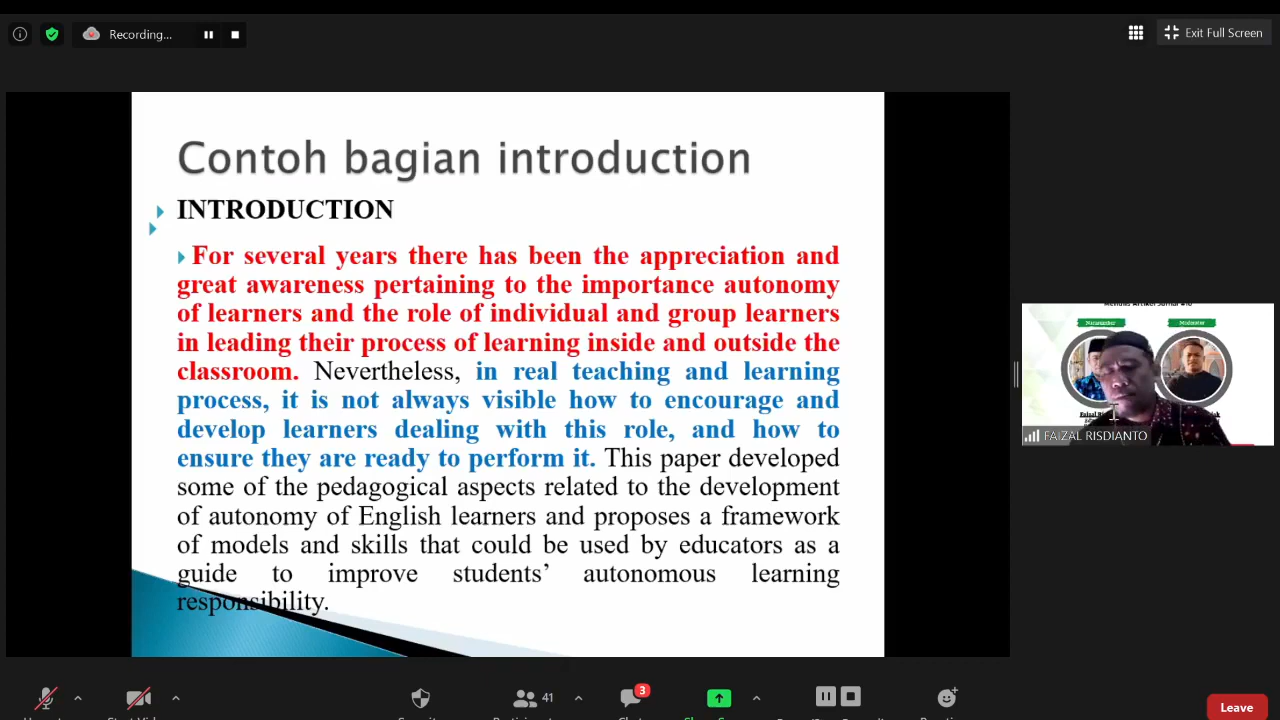 Recording...
Exit Full Screen
Contoh bagian introduction
INTRODUCTION
For several years there has been the appreciation and
great awareness pertaining to the importance autonomy
of learners and the role of individual and group learners
in leading their process of learning inside and outside the
classroom. Nevertheless, in real teaching and learning
process, it is not always visible how to encourage and
develop learners dealing with this role, and how to
ensure they are ready to perform it. This paper developed
some of the pedagogical aspects related to the development
of autonomy of English learners and proposes a framework
of models and skills that could be used by educators as a
guide to improve students’ autonomous learning
responsibility.
Narasumber
Moderator
FAIZAL RISDIANTO
41
3
Leave